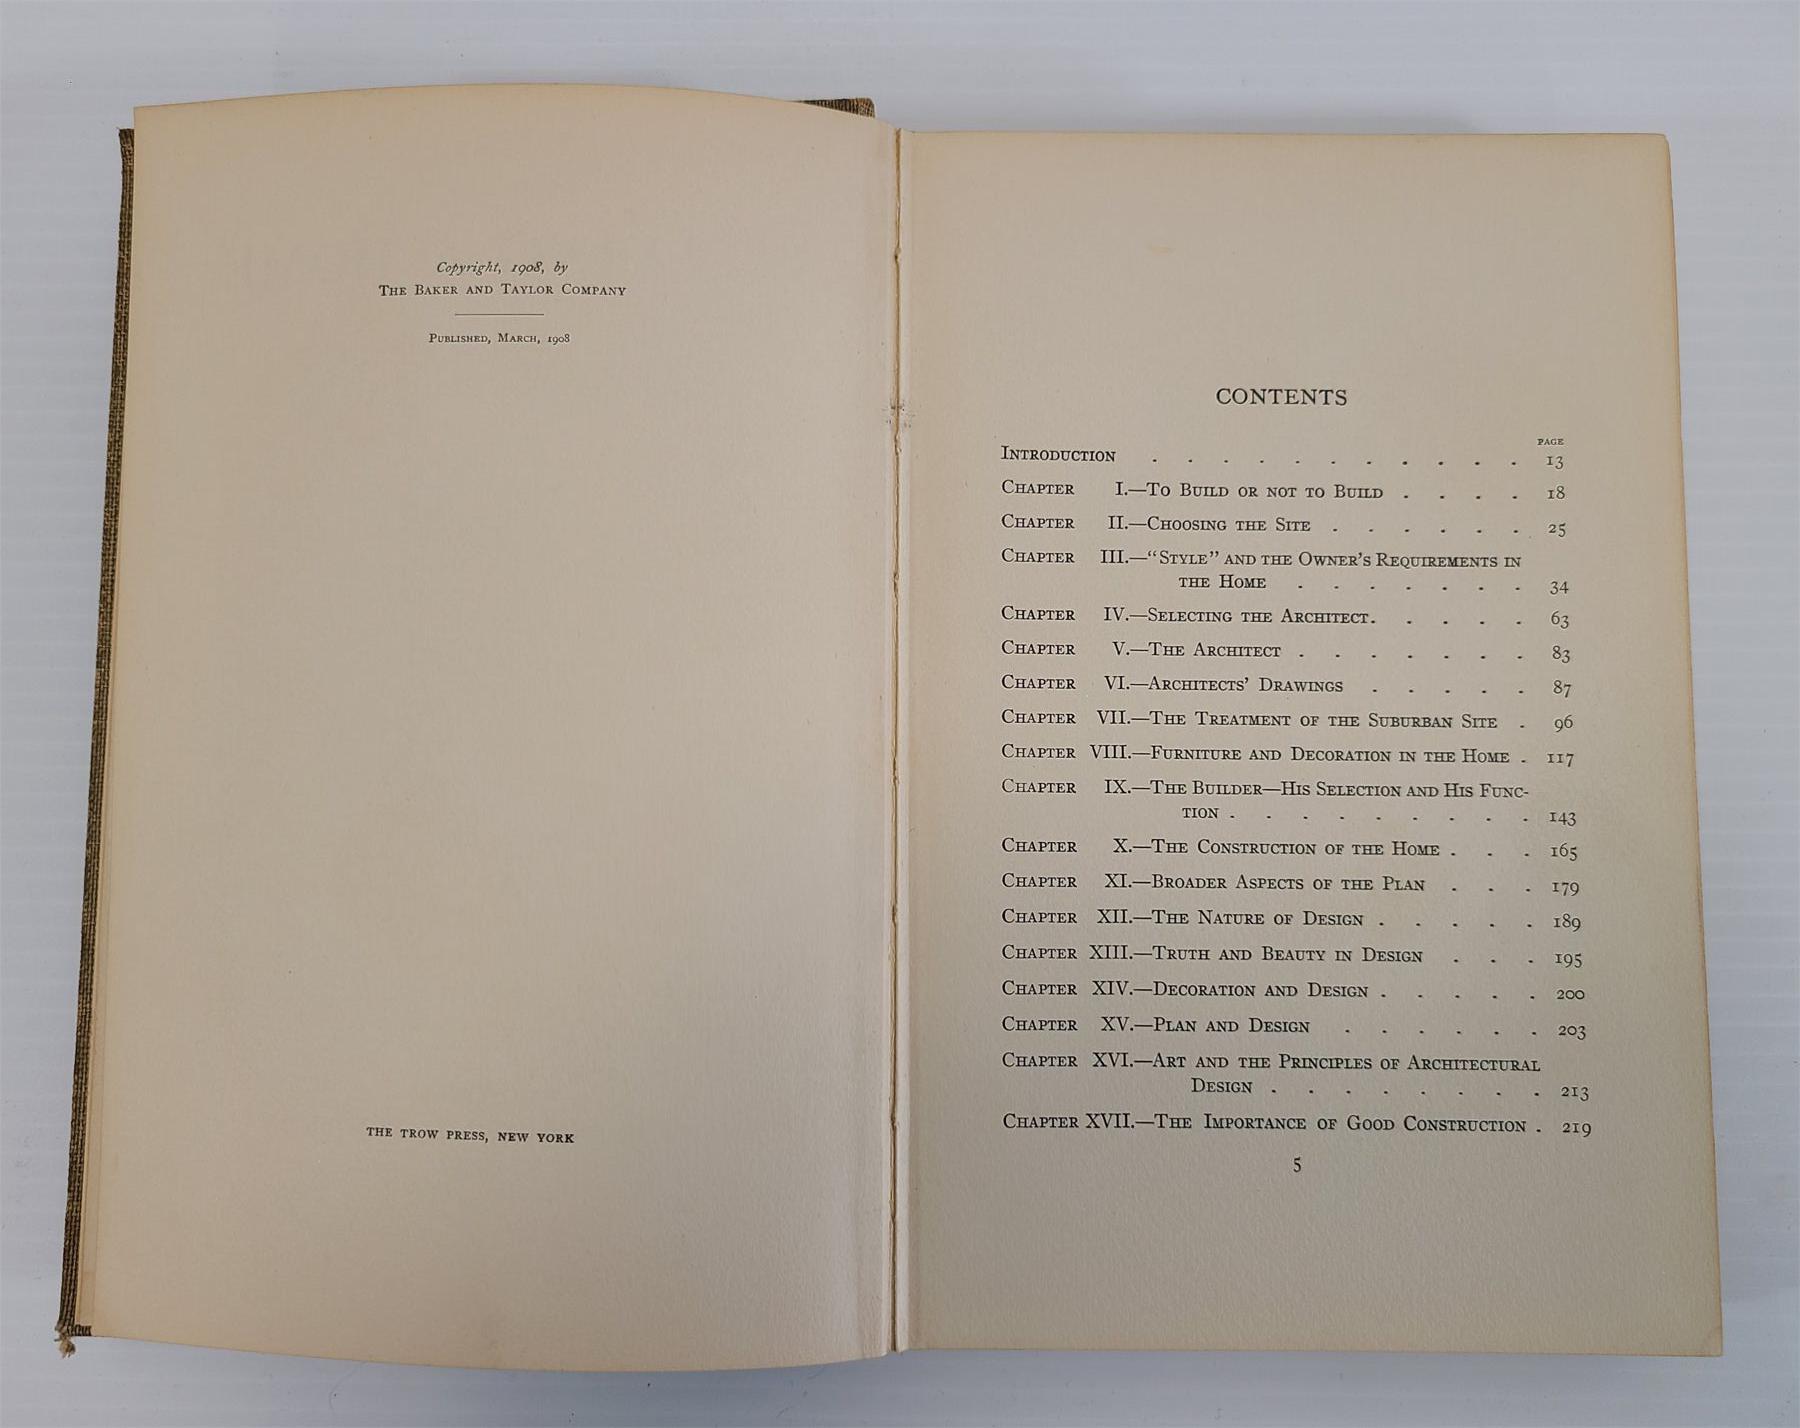 Copyright, 1908, by
The Baker and Taylor Company
Published, March, 1908
THE TROW PRESS, NEW YORK
CONTENTS
PAGE
Introduction . . . . . . . . . . . 13
Chapter I.—To Build or not to Build . . . . 18
Chapter II.—Choosing the Site . . . . . . 25
Chapter III.—“Style” and the Owner’s Requirements in
the Home . . . . . . . 34
Chapter IV.—Selecting the Architect. . . . . 63
Chapter V.—The Architect . . . . . . . 83
Chapter VI.—Architects’ Drawings . . . . . 87
Chapter VII.—The Treatment of the Suburban Site . 96
Chapter VIII.—Furniture and Decoration in the Home . 117
Chapter IX.—The Builder—His Selection and His Func-
tion . . . . . . . . . 143
Chapter X.—The Construction of the Home . . . 165
Chapter XI.—Broader Aspects of the Plan . . . 179
Chapter XII.—The Nature of Design . . . . . 189
Chapter XIII.—Truth and Beauty in Design . . . 195
Chapter XIV.—Decoration and Design . . . . . 200
Chapter XV.—Plan and Design . . . . . . 203
Chapter XVI.—Art and the Principles of Architectural
Design . . . . . . . . 213
Chapter XVII.—The Importance of Good Construction . 219
5